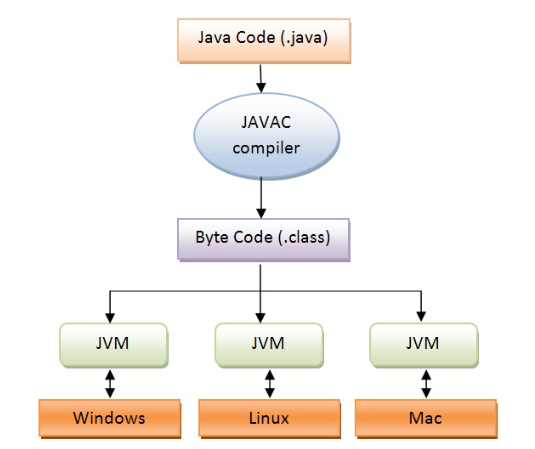 Java Code (.java)
JAVAC
compiler
Byte Code (.class)
JVM
JVM
JVM
Windows
Linux
Mac